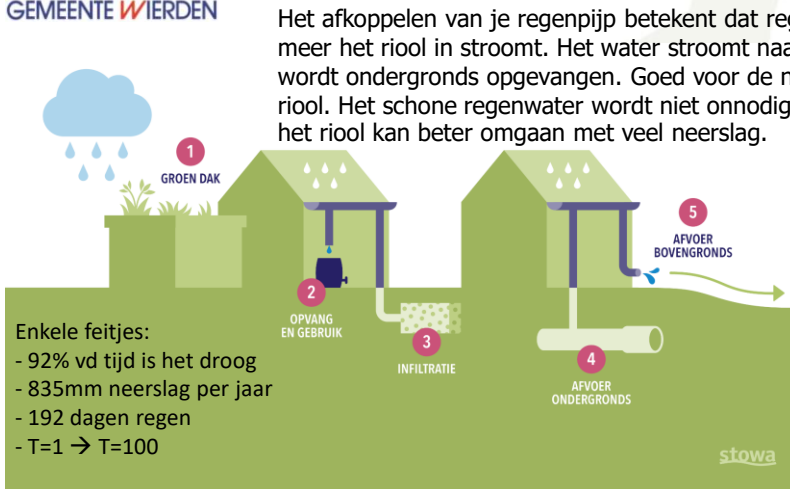 GEMEENTE WIERDEN
Het afkoppelen van je regenpijp betekent dat
meer het riool in stroomt. Het water stroomt
wordt ondergronds opgevangen. Goed voor de
riool. Het schone regenwater wordt niet onnodig
het riool kan beter omgaan met veel neerslag.
1
GROEN DAK
2
OPVANG
EN GEBRUIK
3
INFILTRATIE
4
AFVOER
ONDERGRONDS
5
AFVOER
BOVENGRONDS
Enkele feitjes:
- 92% vd tijd is het droog
- 835mm neerslag per jaar
- 192 dagen regen
- T=1 → T=100
stowa